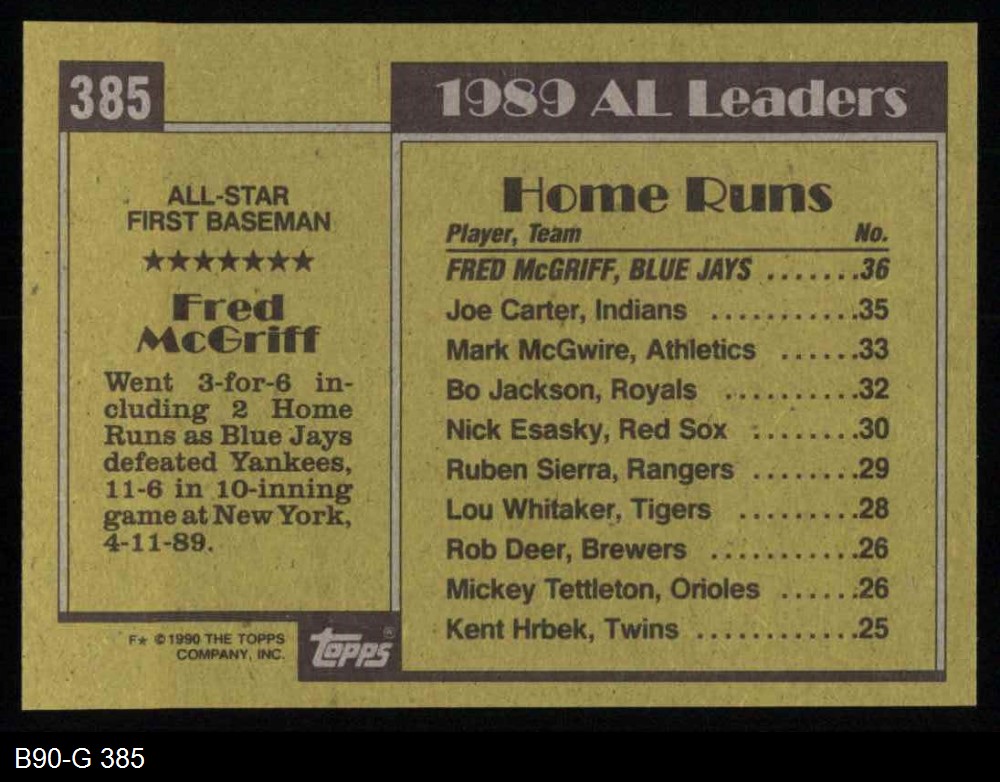 385
ALL-STAR
FIRST BASEMAN
★★★★★★★
Fred
McGriff
Went 3-for-6 in-
cluding 2 Home
Runs as Blue Jays
defeated Yankees,
11-6 in 10-inning
game at New York,
4-11-89.
F★ ©1990 THE TOPPS
COMPANY, INC.
topps®
1989 AL Leaders
Home Runs
Player, Team No.
FRED McGRIFF, BLUE JAYS .......36
Joe Carter, Indians ...........35
Mark McGwire, Athletics ......33
Bo Jackson, Royals ..........32
Nick Esasky, Red Sox ........30
Ruben Sierra, Rangers ........29
Lou Whitaker, Tigers .........28
Rob Deer, Brewers ...........26
Mickey Tettleton, Orioles ......26
Kent Hrbek, Twins ............25
B90-G 385